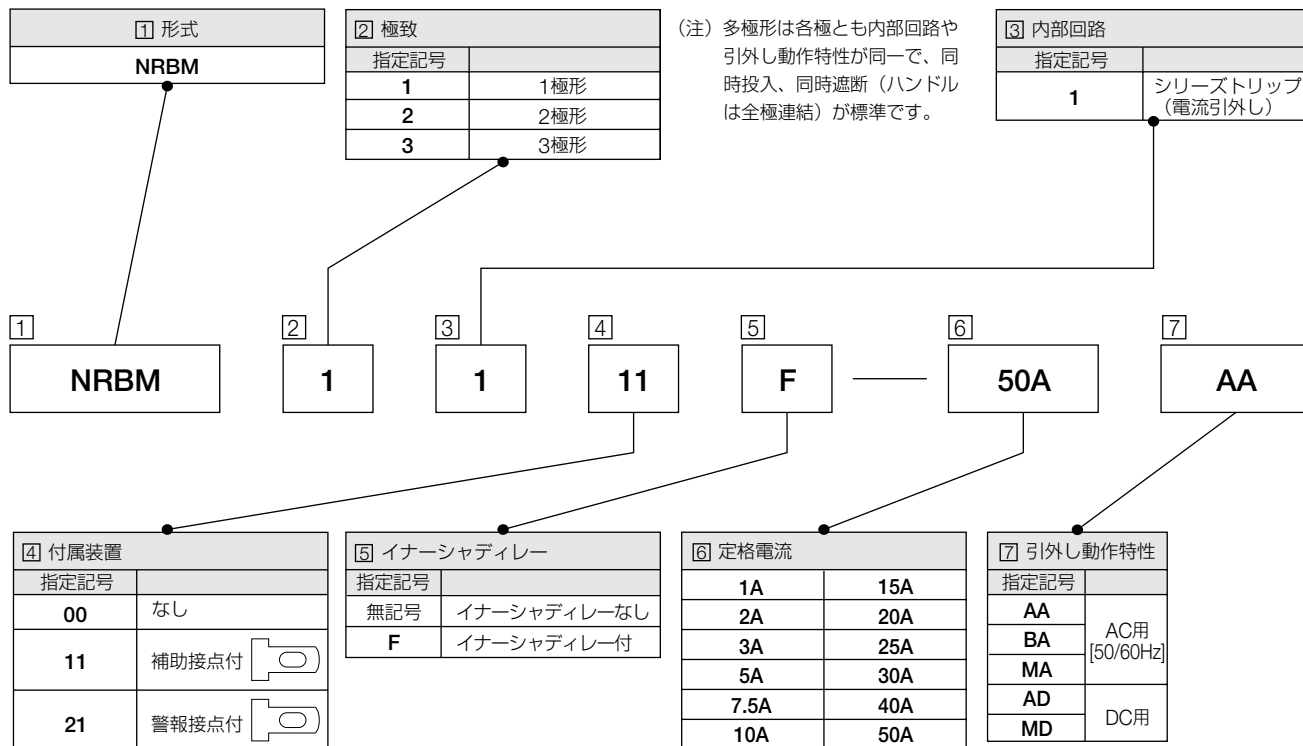 1 形式
NRBM
2 極致
指定記号
1 1極形
2 2極形
3 3極形
（注）多極形は各極とも内部回路や
引外し動作特性が同一で、同
時投入、同時遮断（ハンドル
は全極連結）が標準です。
3 内部回路
指定記号
1 シリーズトリップ
（電流引外し）
1 2 3 4 5 6 7
NRBM 1 1 11 F — 50A AA
4 付属装置
指定記号
00 なし
11 補助接点付
21 警報接点付
5 イナーシャディレー
指定記号
無記号 イナーシャディレーなし
F イナーシャディレー付
6 定格電流
1A 15A
2A 20A
3A 25A
5A 30A
7.5A 40A
10A 50A
7 引外し動作特性
指定記号
AA
BA
MA
AC用
[50/60Hz]
AD
MD
DC用